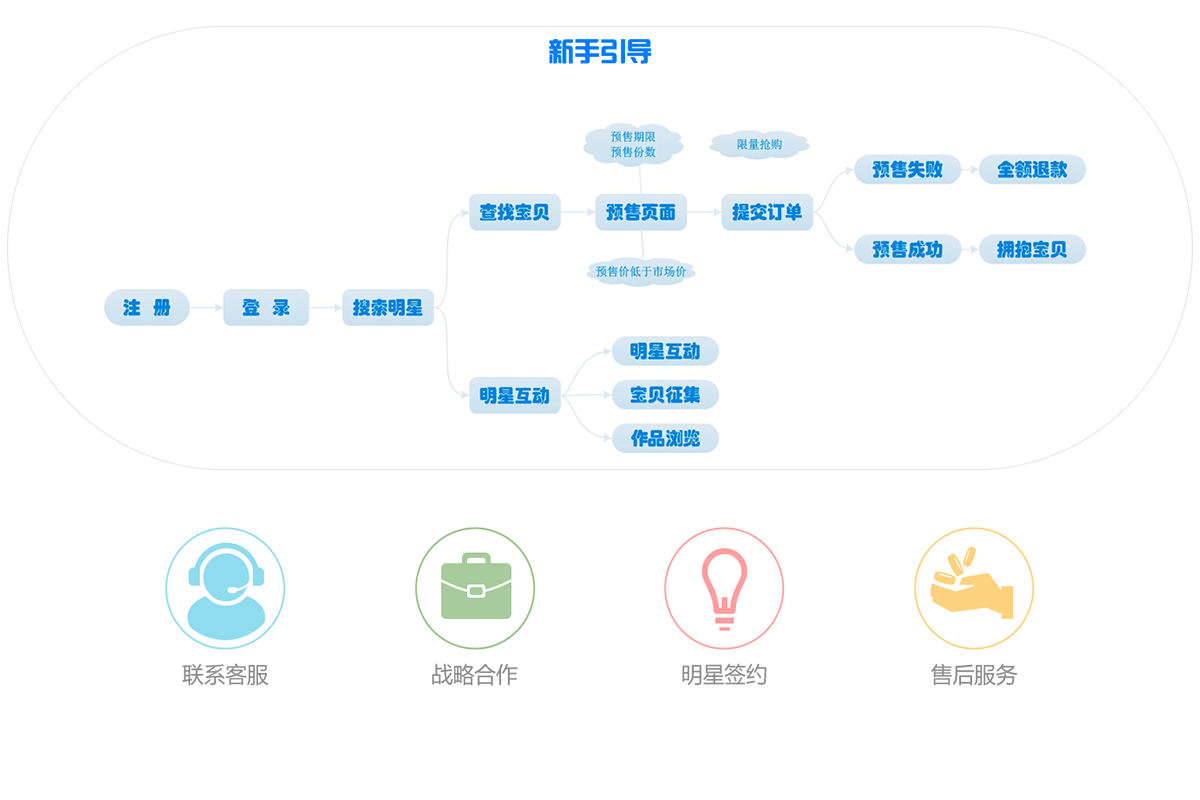 新手引导
预售期限
预售份数
限量抢购
预售失败
全额退款
查找宝贝
预售页面
提交订单
预售成功
拥抱宝贝
预售价低于市场价
注 册
登 录
搜索明星
明星互动
明星互动
宝贝征集
作品浏览
联系客服
战略合作
明星签约
售后服务